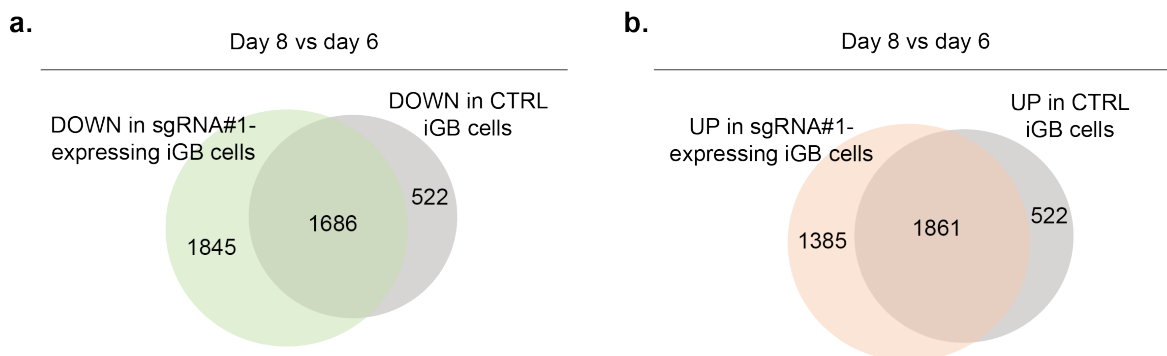 a.
Day 8 vs day 6
DOWN in sgRNA#1-
expressing iGB cells
DOWN in CTRL
iGB cells
1845
1686
522
b.
Day 8 vs day 6
UP in sgRNA#1-
expressing iGB cells
UP in CTRL
iGB cells
1385
1861
522